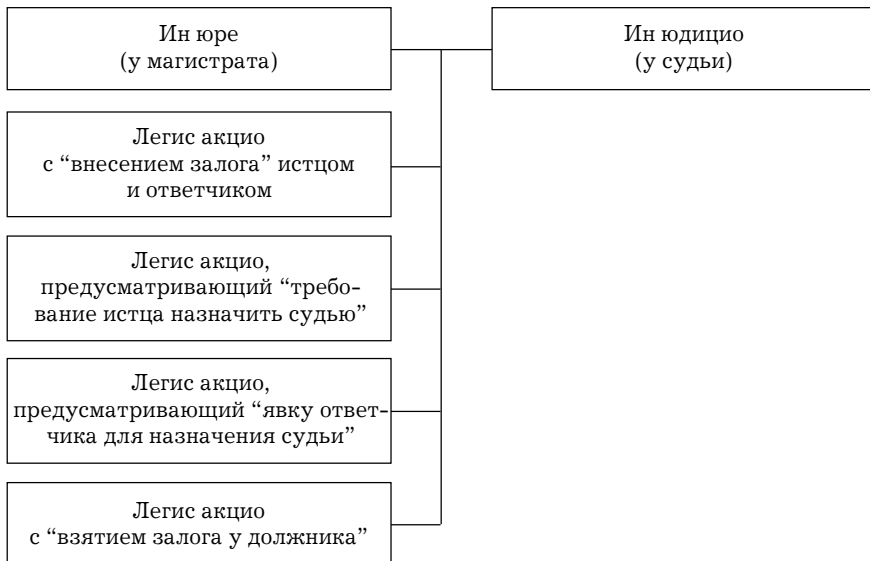 Ин юре
(у магистрата)
Ин юдицио
(у судьи)
Легис акцио
с “внесением залога” истцом
и ответчиком
Легис акцио,
предусматривающий “требо-
вание истца назначить судью”
Легис акцио,
предусматривающий “явку ответ-
чика для назначения судьи”
Легис акцио
с “взятием залога у должника”